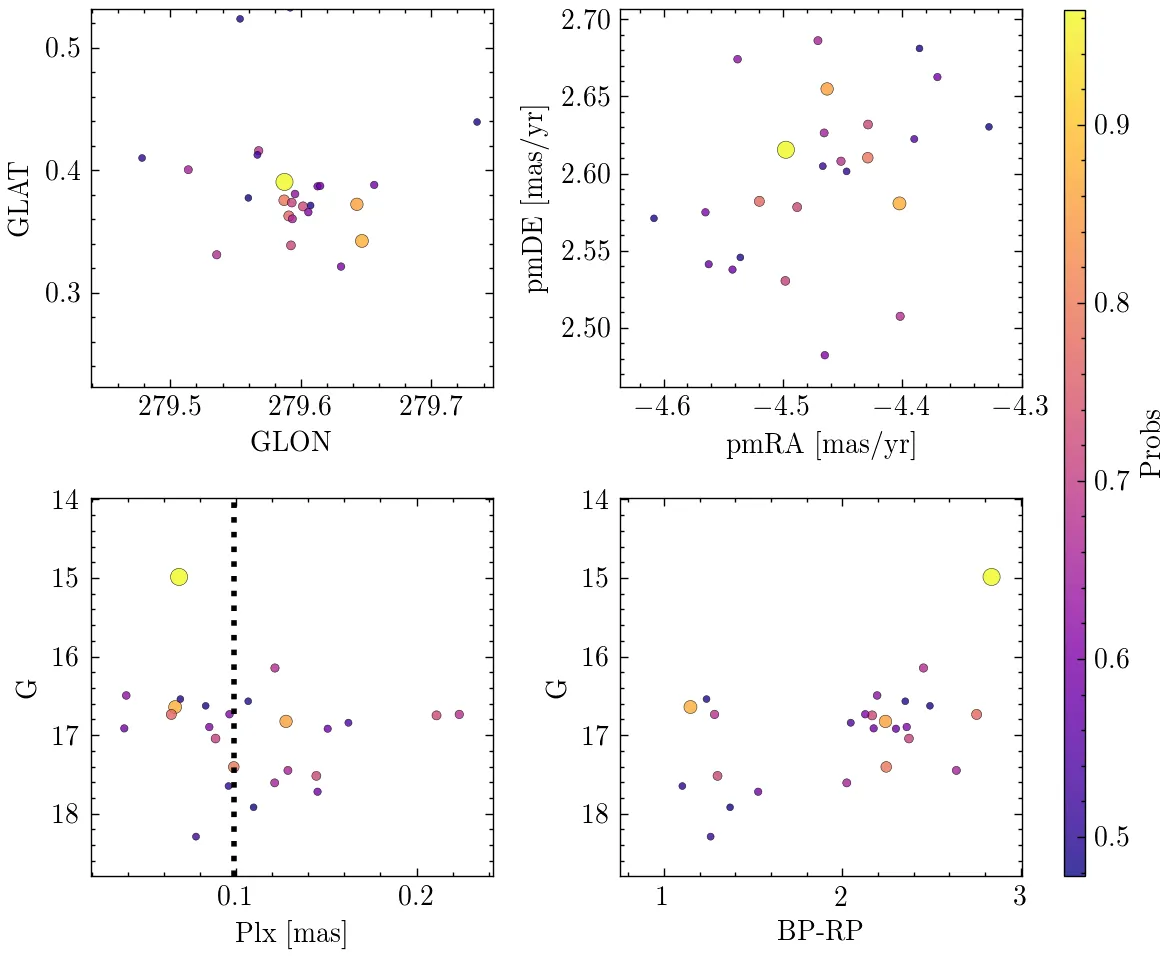 0.5
0.4
0.3
GLAT
279.5 279.6 279.7
GLON
2.70
2.65
2.60
2.55
2.50
pmDE [mas/yr]
−4.6 −4.5 −4.4 −4.3
pmRA [mas/yr]
14
15
16
17
18
G
0.1 0.2
Plx [mas]
14
15
16
17
18
G
1 2 3
BP-RP
0.9
0.8
0.7
0.6
0.5
Probs